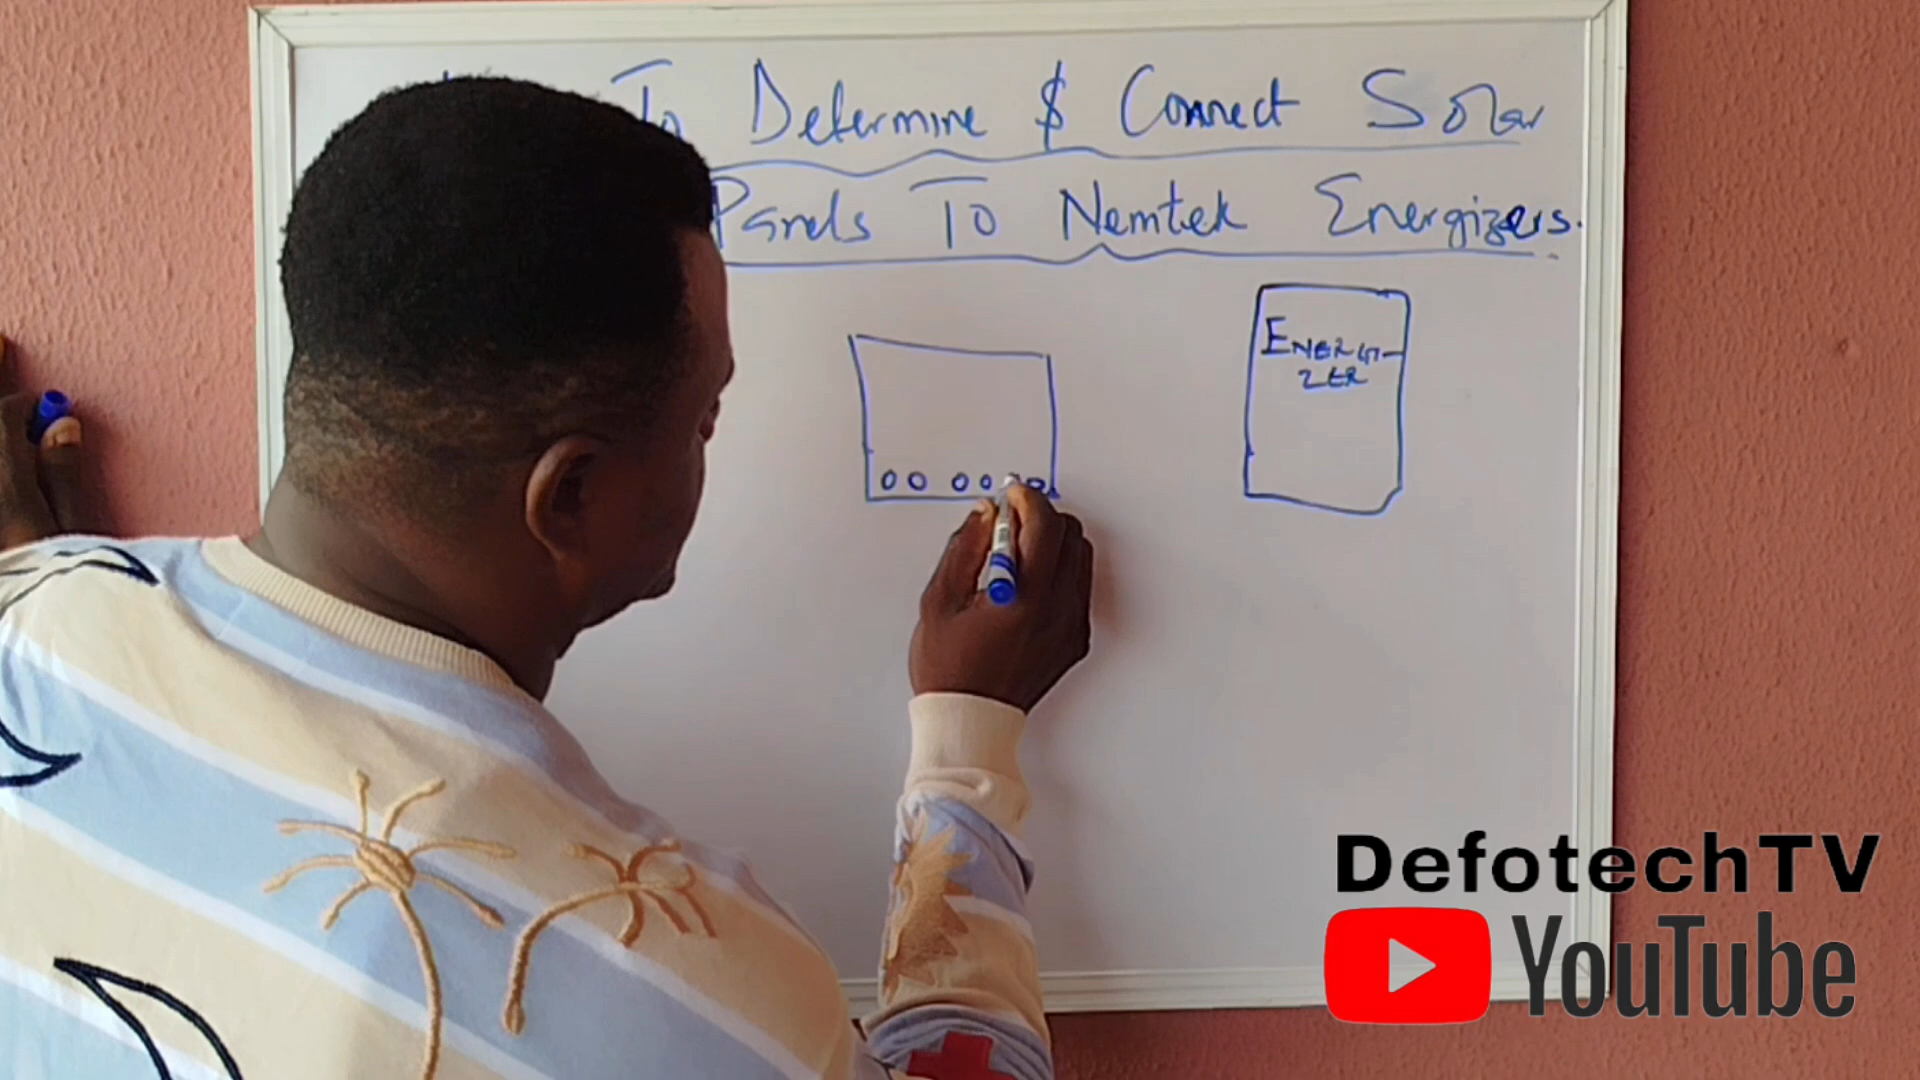 To Determine $ Connect Solar
Panels To Nemtek Energizers.
ENERGI-
ZER
DefotechTV
YouTube